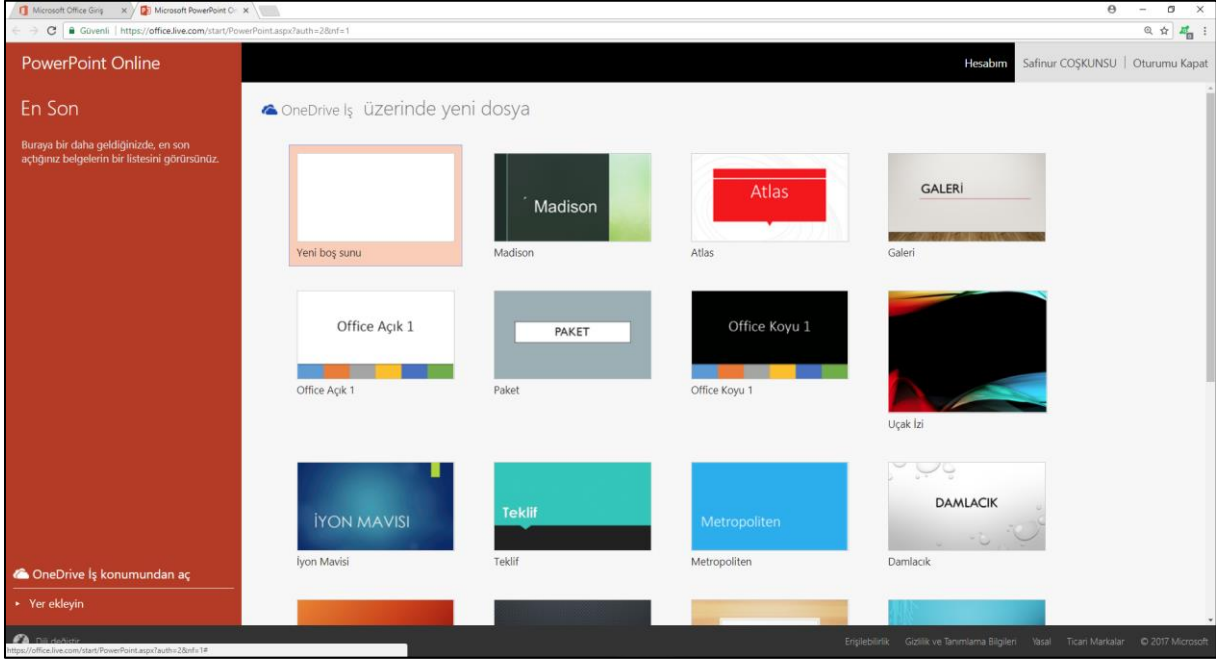 Microsoft Office Giriş
Microsoft PowerPoint O
Güvenli | https://office.live.com/start/PowerPoint.aspx?auth=2&nf=1
PowerPoint Online
Hesabım
Safinur COŞKUNSU | Oturumu Kapat
En Son
Buraya bir daha geldiğinizde, en son
açtığınız belgelerin bir listesini görürsünüz.
OneDrive İş üzerinde yeni dosya
Madison
Atlas
GALERİ
Yeni boş sunu
Madison
Atlas
Galeri
Office Açık 1
PAKET
Office Koyu 1
Office Açık 1
Paket
Office Koyu 1
Uçak İzi
İYON MAVISI
Teklif
Metropoliten
DAMLACIK
İyon Mavisi
Teklif
Metropoliten
Damlacık
OneDrive İş konumundan aç
Yer ekleyin
Dili değiştir
https://office.live.com/start/PowerPoint.aspx?auth=2&nf=1#
Erişilebilirlik
Gizlilik ve Tanımlama Bilgileri
Yasal
Ticari Markalar
© 2017 Microsoft